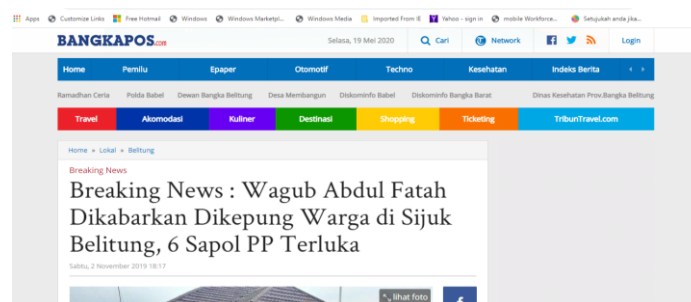 Apps Customize Links Free Hotmail Windows Windows Marketpl... Windows Media Imported From IE Yahoo - sign in mobile Workforce... Setujukah anda jika...
BANGKAPOS.com Selasa, 19 Mei 2020 Cari Network Login
Home Pemilu Epaper Otomotif Techno Kesehatan Indeks Berita
Ramadhan Ceria Polda Babel Dewan Bangka Belitung Desa Membangun Diskominfo Babel Diskominfo Bangka Barat Dinas Kesehatan Prov.Bangka Belitung
Travel Akomodasi Kuliner Destinasi Shopping Ticketing TribunTravel.com
Home » Lokal » Belitung
Breaking News
Breaking News : Wagub Abdul Fatah
Dikabarkan Dikepung Warga di Sijuk
Belitung, 6 Sapol PP Terluka
Sabtu, 2 November 2019 18:17
lihat foto